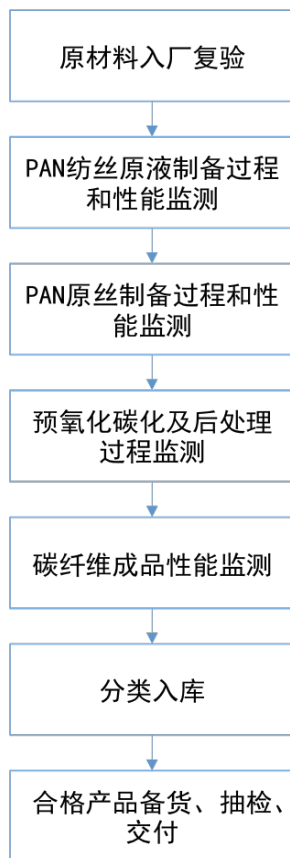 原材料入厂复验
PAN纺丝原液制备过程
和性能监测
PAN原丝制备过程和性
能监测
预氧化碳化及后处理
过程监测
碳纤维成品性能监测
分类入库
合格产品备货、抽检、
交付